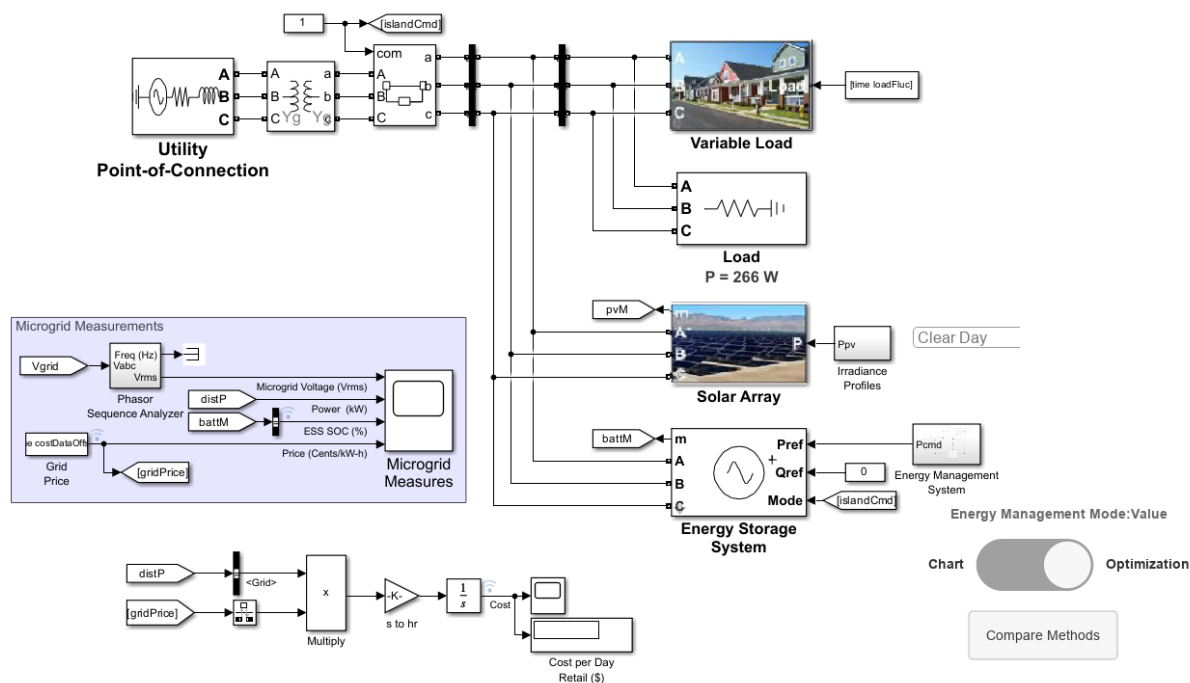 1
[islandCmd]
com
A
B
C
A
B
C
a
b
c
Yg
Yg
A
B
C
a
b
c
Utility
Point-of-Connection
A
B
C
Load
[time loadFluc]
Variable Load
A
B
C
Load
P = 266 W
pvM
m
A
B
C
P
Ppv
Irradiance
Profiles
Clear Day
Solar Array
battM
m
A
B
C
Pref
Qref
Mode
+
Pcmd
0
[islandCmd]
Energy Management
System
Energy Storage
System
Energy Management Mode:Value
Chart
Optimization
Compare Methods
Microgrid Measurements
Vgrid
Freq (Hz)
Vabc
Vrms
Phasor
Sequence Analyzer
Microgrid Voltage (Vrms)
distP
Power (kW)
battM
ESS SOC (%)
e costDataOffs
Price (Cents/kW-h)
Grid
Price
[gridPrice]
Microgrid
Measures
distP
<Grid>
[gridPrice]
x
Multiply
-K-
s to hr
1
s
Cost
Cost per Day
Retail ($)